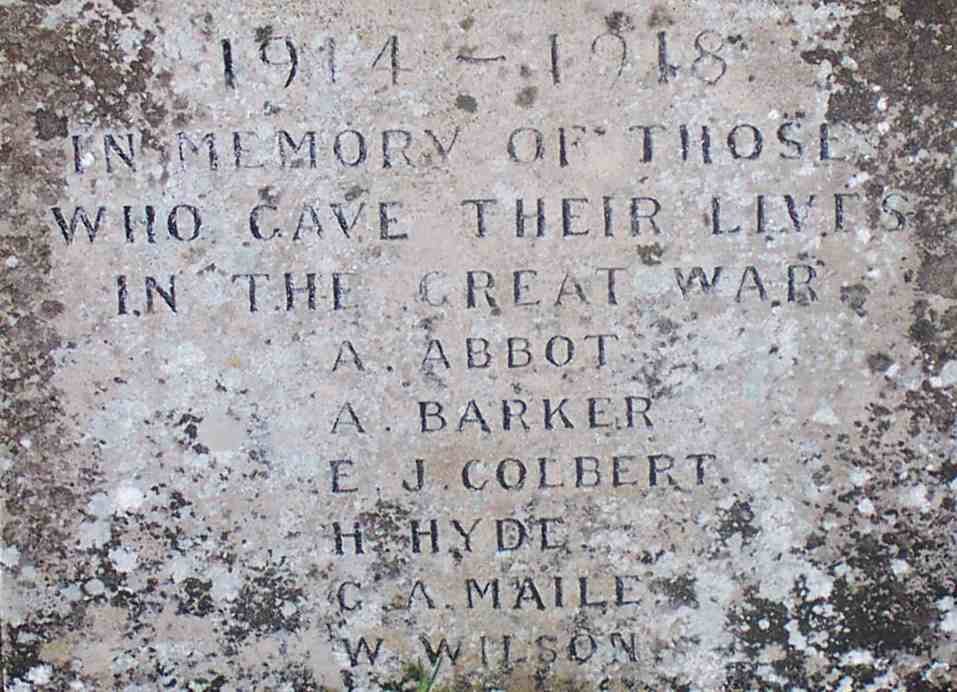 1914 - 1918
IN MEMORY OF THOSE
WHO GAVE THEIR LIVES
IN THE GREAT WAR
A. ABBOT
A. BARKER
E J. COLBERT.
H. HYDE
C. A. MAILE
W WILSON